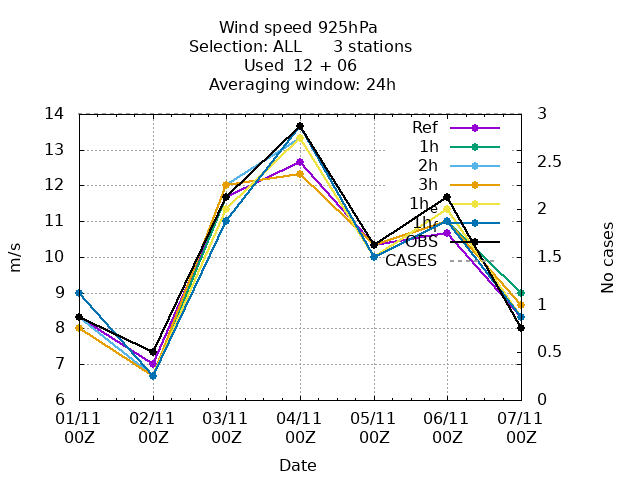 Wind speed 925hPa
Selection: ALL 3 stations
Used 12 + 06
Averaging window: 24h
14
13
12
11
10
9
8
7
6
m/s
3
2.5
2
1.5
1
0.5
0
No cases
Ref
1h
2h
3h
1he
1hf
OBS
CASES
01/11 02/11 03/11 04/11 05/11 06/11 07/11
00Z 00Z 00Z 00Z 00Z 00Z 00Z
Date